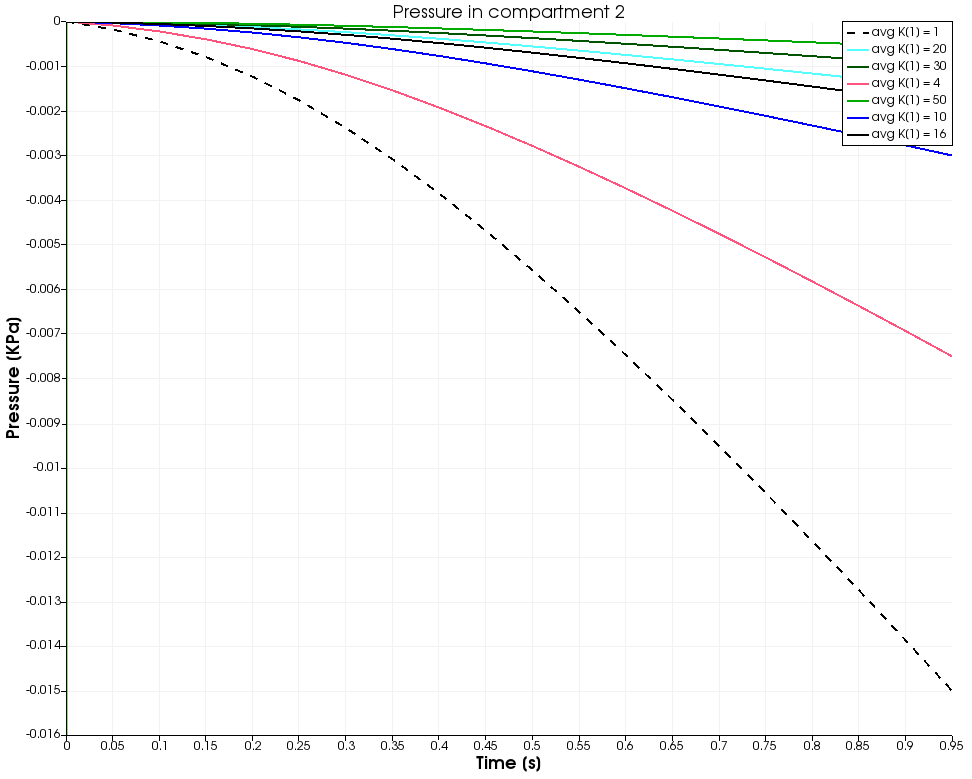 Pressure in compartment 2
avg K(1) = 1
avg K(1) = 20
avg K(1) = 30
avg K(1) = 4
avg K(1) = 50
avg K(1) = 10
avg K(1) = 16
Pressure (KPa)
0
-0.001
-0.002
-0.003
-0.004
-0.005
-0.006
-0.007
-0.008
-0.009
-0.01
-0.011
-0.012
-0.013
-0.014
-0.015
-0.016
0 0.05 0.1 0.15 0.2 0.25 0.3 0.35 0.4 0.45 0.5 0.55 0.6 0.65 0.7 0.75 0.8 0.85 0.9 0.95
Time (s)